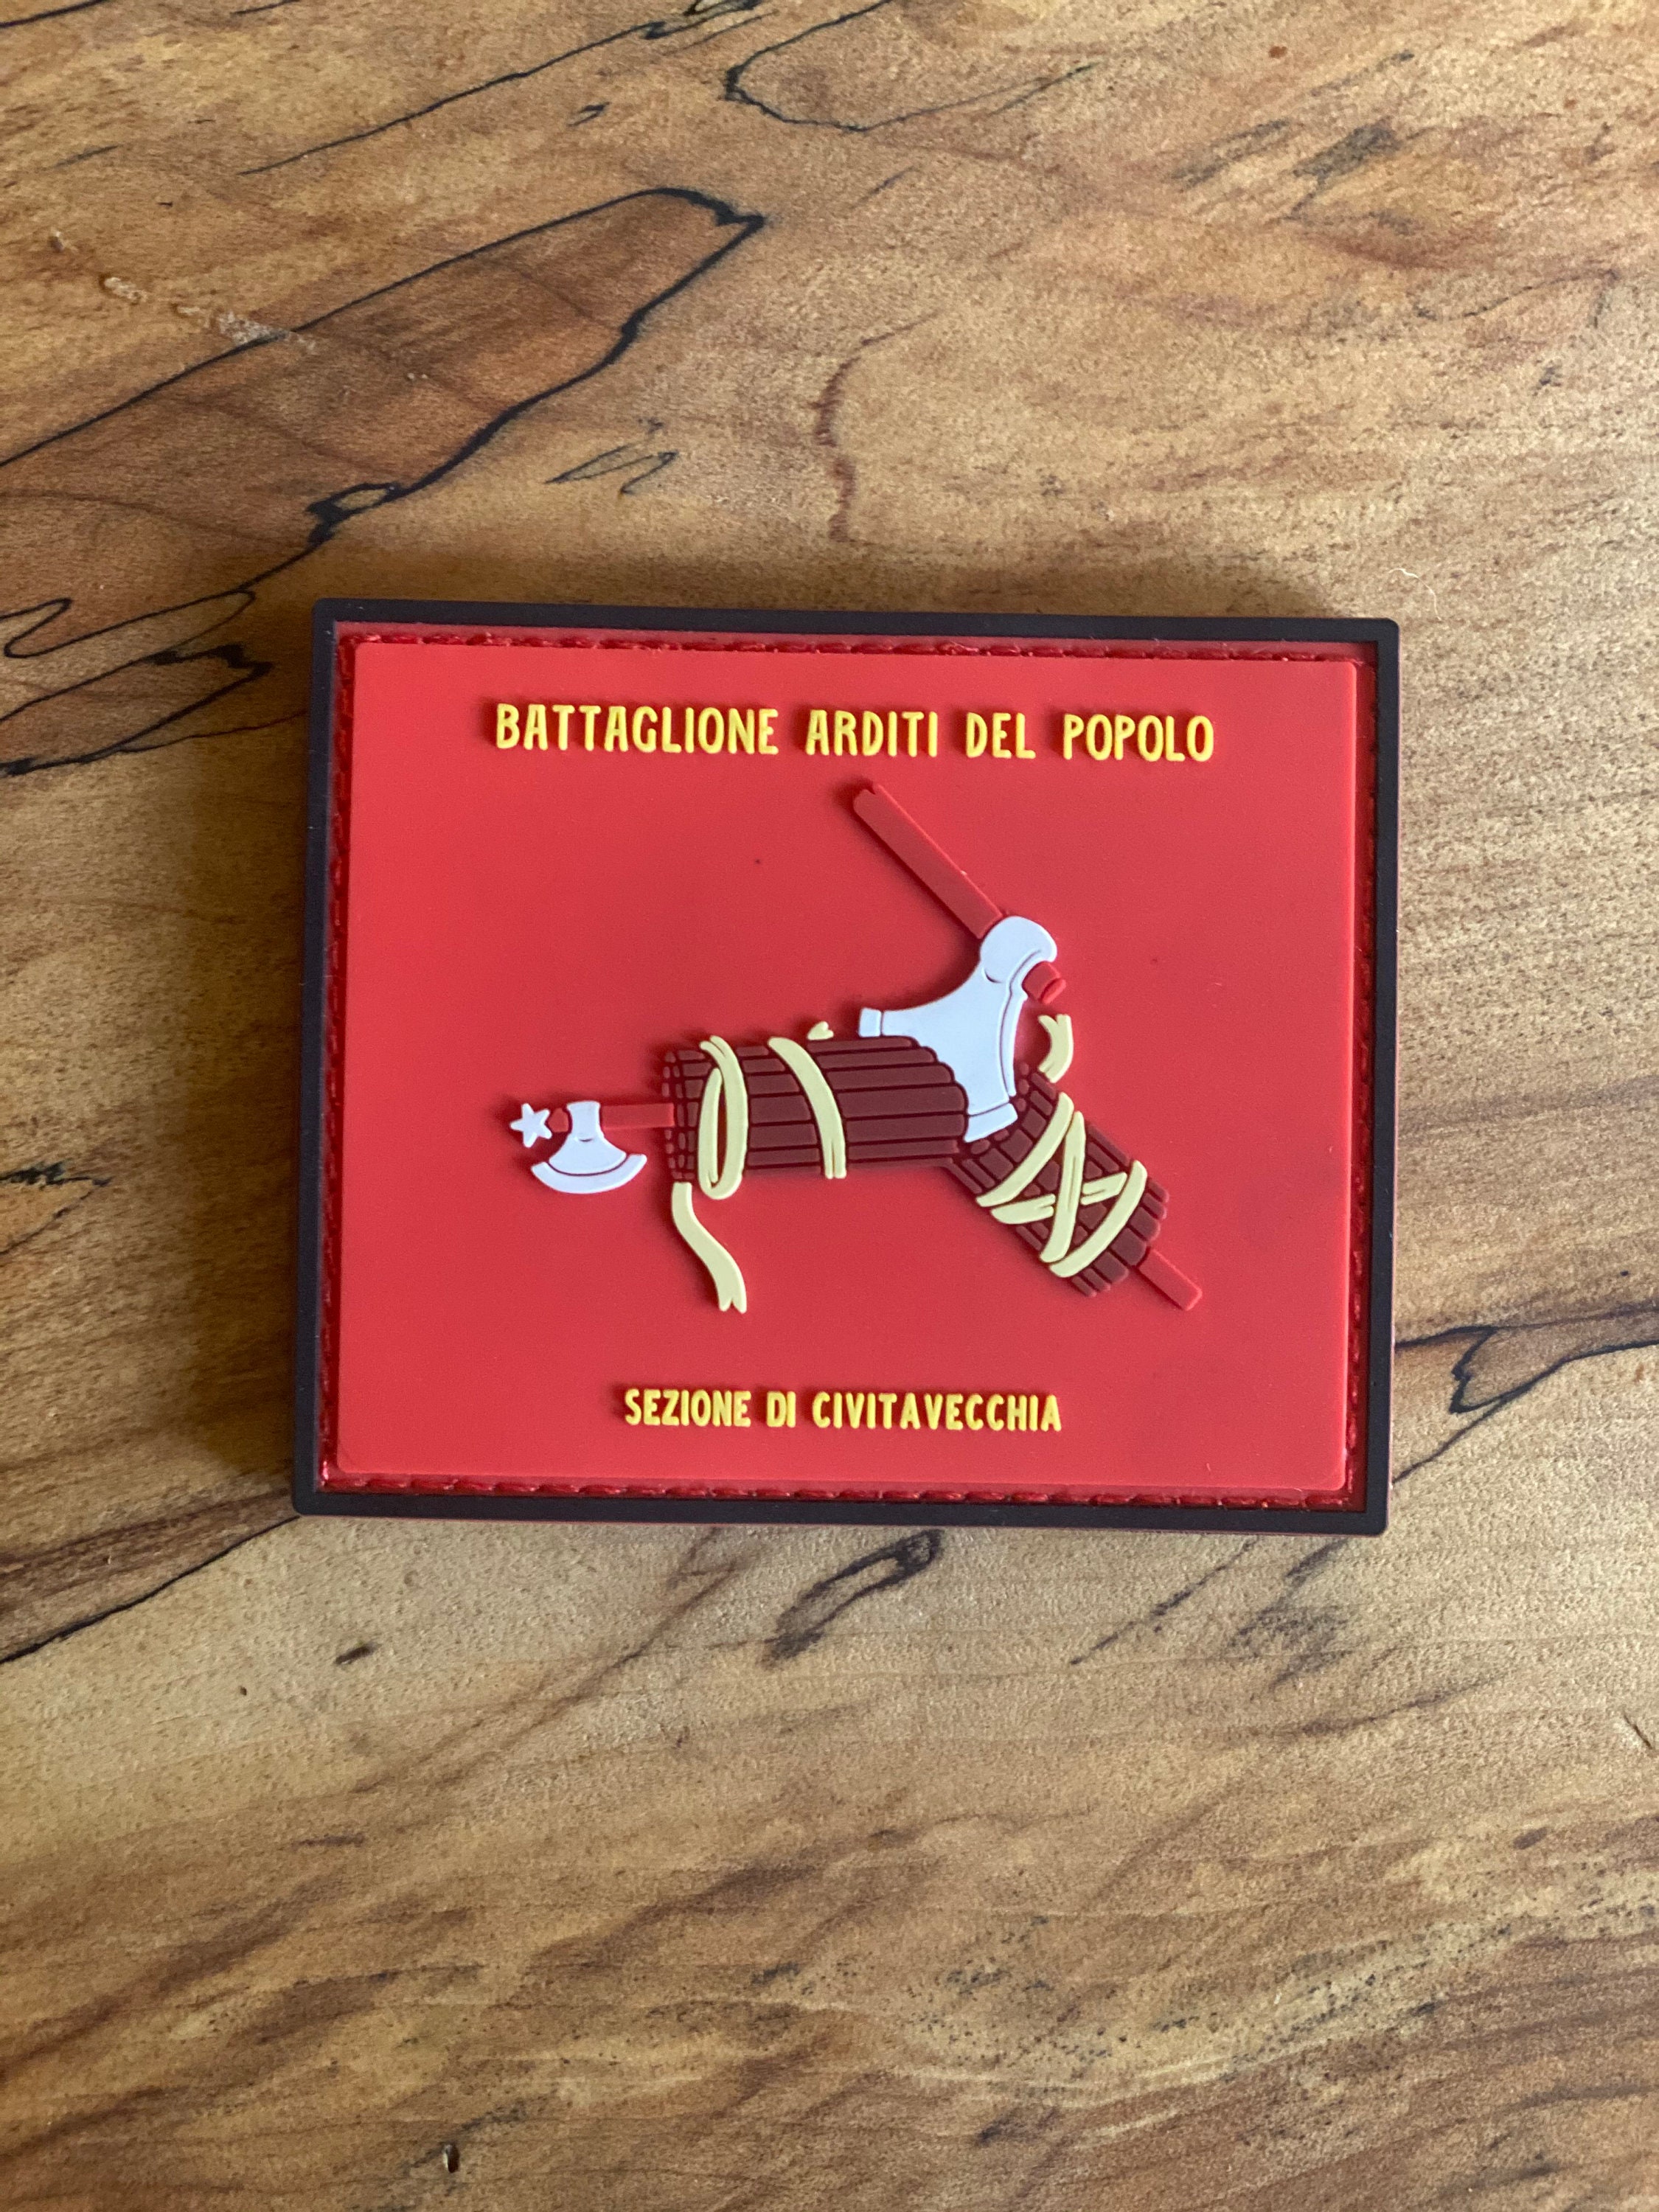 BATTAGLIONE ARDITI DEL POPOLO
SEZIONE DI CIVITAVECCHIA